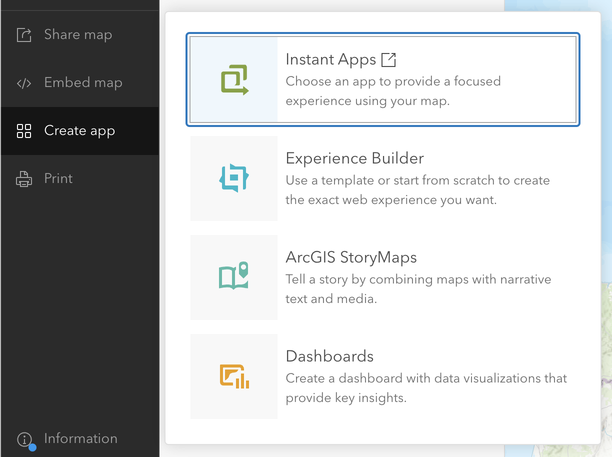 Share map
Embed map
Create app
Print
Information
Instant Apps
Choose an app to provide a focused
experience using your map.
Experience Builder
Use a template or start from scratch to create
the exact web experience you want.
ArcGIS StoryMaps
Tell a story by combining maps with narrative
text and media.
Dashboards
Create a dashboard with data visualizations that
provide key insights.